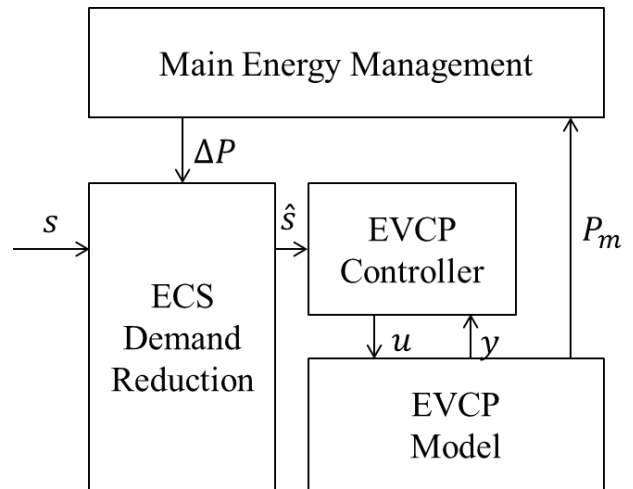 Main Energy Management
ΔP
s
ŝ
EVCP
Controller
P_m
ECS
Demand
Reduction
u
y
EVCP
Model